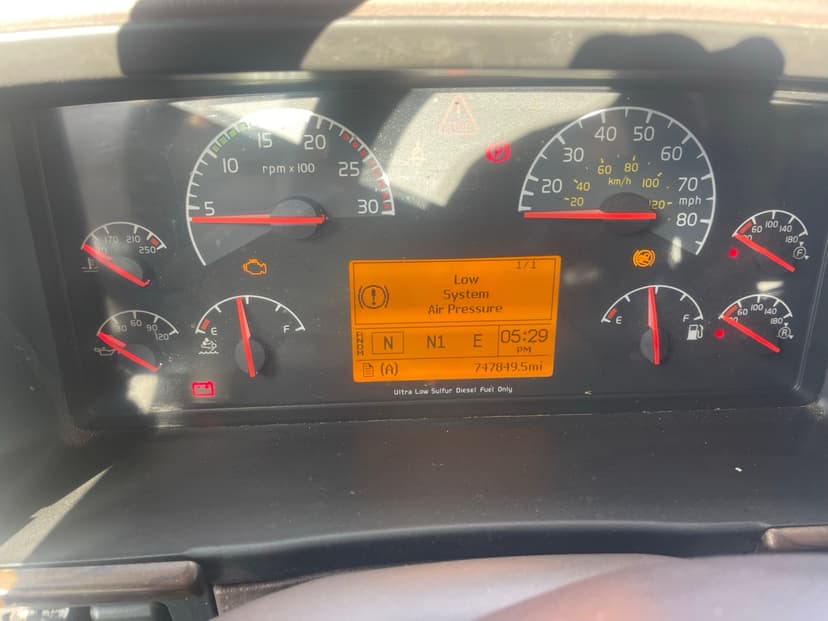 5 10 15 20 25 30
rpm x 100
20 30 40 50 60 70 80
mph
20 40 60 80 100 120
km/h
170 210 250
30 60 90 120
E F
E F
60 100 140 180
F
60 100 140 180
R
1/1
Low
System
Air Pressure
R
N
D
M
N N1 E 05:29
PM
(A) 747849.5mi
Ultra Low Sulfur Diesel Fuel Only